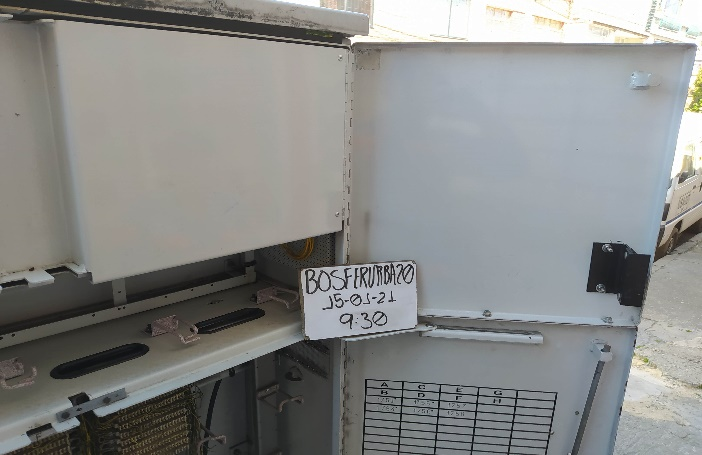 BOSFERURBA20
15-01-21
9:30
A C E G
B D F H